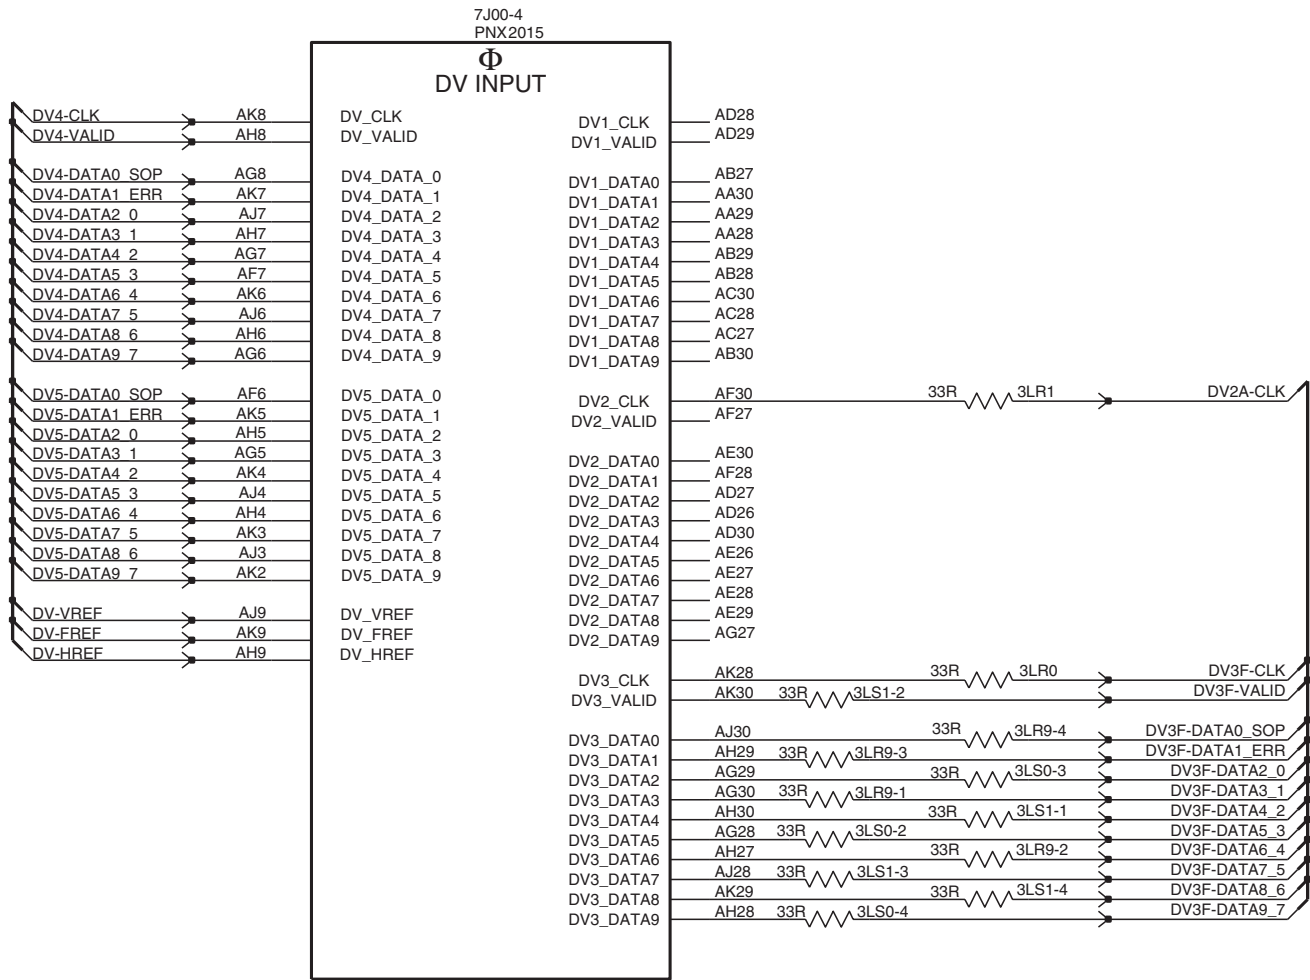 7J00-4
PNX2015
Φ
DV INPUT
DV4-CLK AK8 DV_CLK DV1_CLK AD28
DV4-VALID AH8 DV_VALID DV1_VALID AD29
DV4-DATA0_SOP AG8 DV4_DATA_0 DV1_DATA0 AB27
DV4-DATA1_ERR AK7 DV4_DATA_1 DV1_DATA1 AA30
DV4-DATA2_0 AJ7 DV4_DATA_2 DV1_DATA2 AA29
DV4-DATA3_1 AH7 DV4_DATA_3 DV1_DATA3 AA28
DV4-DATA4_2 AG7 DV4_DATA_4 DV1_DATA4 AB29
DV4-DATA5_3 AF7 DV4_DATA_5 DV1_DATA5 AB28
DV4-DATA6_4 AK6 DV4_DATA_6 DV1_DATA6 AC30
DV4-DATA7_5 AJ6 DV4_DATA_7 DV1_DATA7 AC28
DV4-DATA8_6 AH6 DV4_DATA_8 DV1_DATA8 AC27
DV4-DATA9_7 AG6 DV4_DATA_9 DV1_DATA9 AB30
DV5-DATA0_SOP AF6 DV5_DATA_0 DV2_CLK AF30 33R 3LR1 DV2A-CLK
DV5-DATA1_ERR AK5 DV5_DATA_1 DV2_VALID AF27
DV5-DATA2_0 AH5 DV5_DATA_2
DV5-DATA3_1 AG5 DV5_DATA_3 DV2_DATA0 AE30
DV5-DATA4_2 AK4 DV5_DATA_4 DV2_DATA1 AF28
DV5-DATA5_3 AJ4 DV5_DATA_5 DV2_DATA2 AD27
DV5-DATA6_4 AH4 DV5_DATA_6 DV2_DATA3 AD26
DV5-DATA7_5 AK3 DV5_DATA_7 DV2_DATA4 AD30
DV5-DATA8_6 AJ3 DV5_DATA_8 DV2_DATA5 AE26
DV5-DATA9_7 AK2 DV5_DATA_9 DV2_DATA6 AE27
DV2_DATA7 AE28
DV-VREF AJ9 DV_VREF DV2_DATA8 AE29
DV-FREF AK9 DV_FREF DV2_DATA9 AG27
DV-HREF AH9 DV_HREF
DV3_CLK AK28 33R 3LR0 DV3F-CLK
DV3_VALID AK30 33R 3LS1-2 DV3F-VALID
DV3_DATA0 AJ30 33R 3LR9-4 DV3F-DATA0_SOP
DV3_DATA1 AH29 33R 3LR9-3 DV3F-DATA1_ERR
DV3_DATA2 AG29 33R 3LS0-3 DV3F-DATA2_0
DV3_DATA3 AG30 33R 3LR9-1 DV3F-DATA3_1
DV3_DATA4 AH30 33R 3LS1-1 DV3F-DATA4_2
DV3_DATA5 AG28 33R 3LS0-2 DV3F-DATA5_3
DV3_DATA6 AH27 33R 3LR9-2 DV3F-DATA6_4
DV3_DATA7 AJ28 33R 3LS1-3 DV3F-DATA7_5
DV3_DATA8 AK29 33R 3LS1-4 DV3F-DATA8_6
DV3_DATA9 AH28 33R 3LS0-4 DV3F-DATA9_7